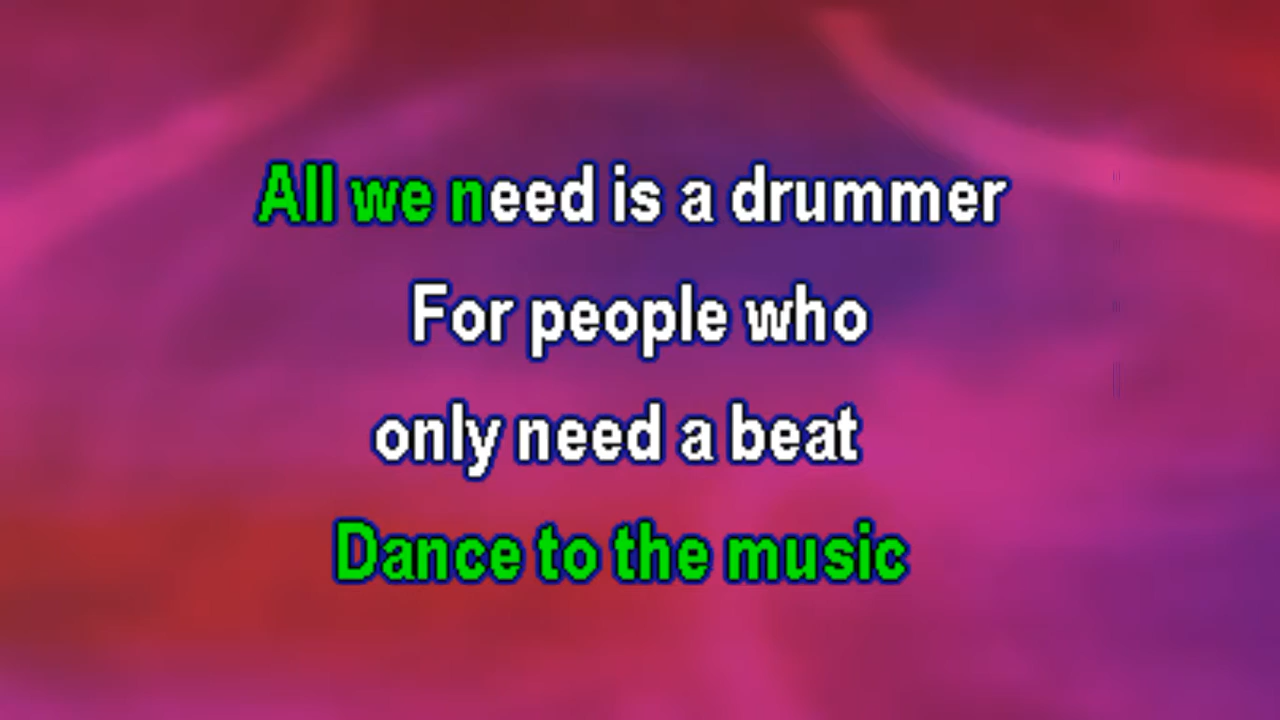 All we need is a drummer
For people who
only need a beat
Dance to the music